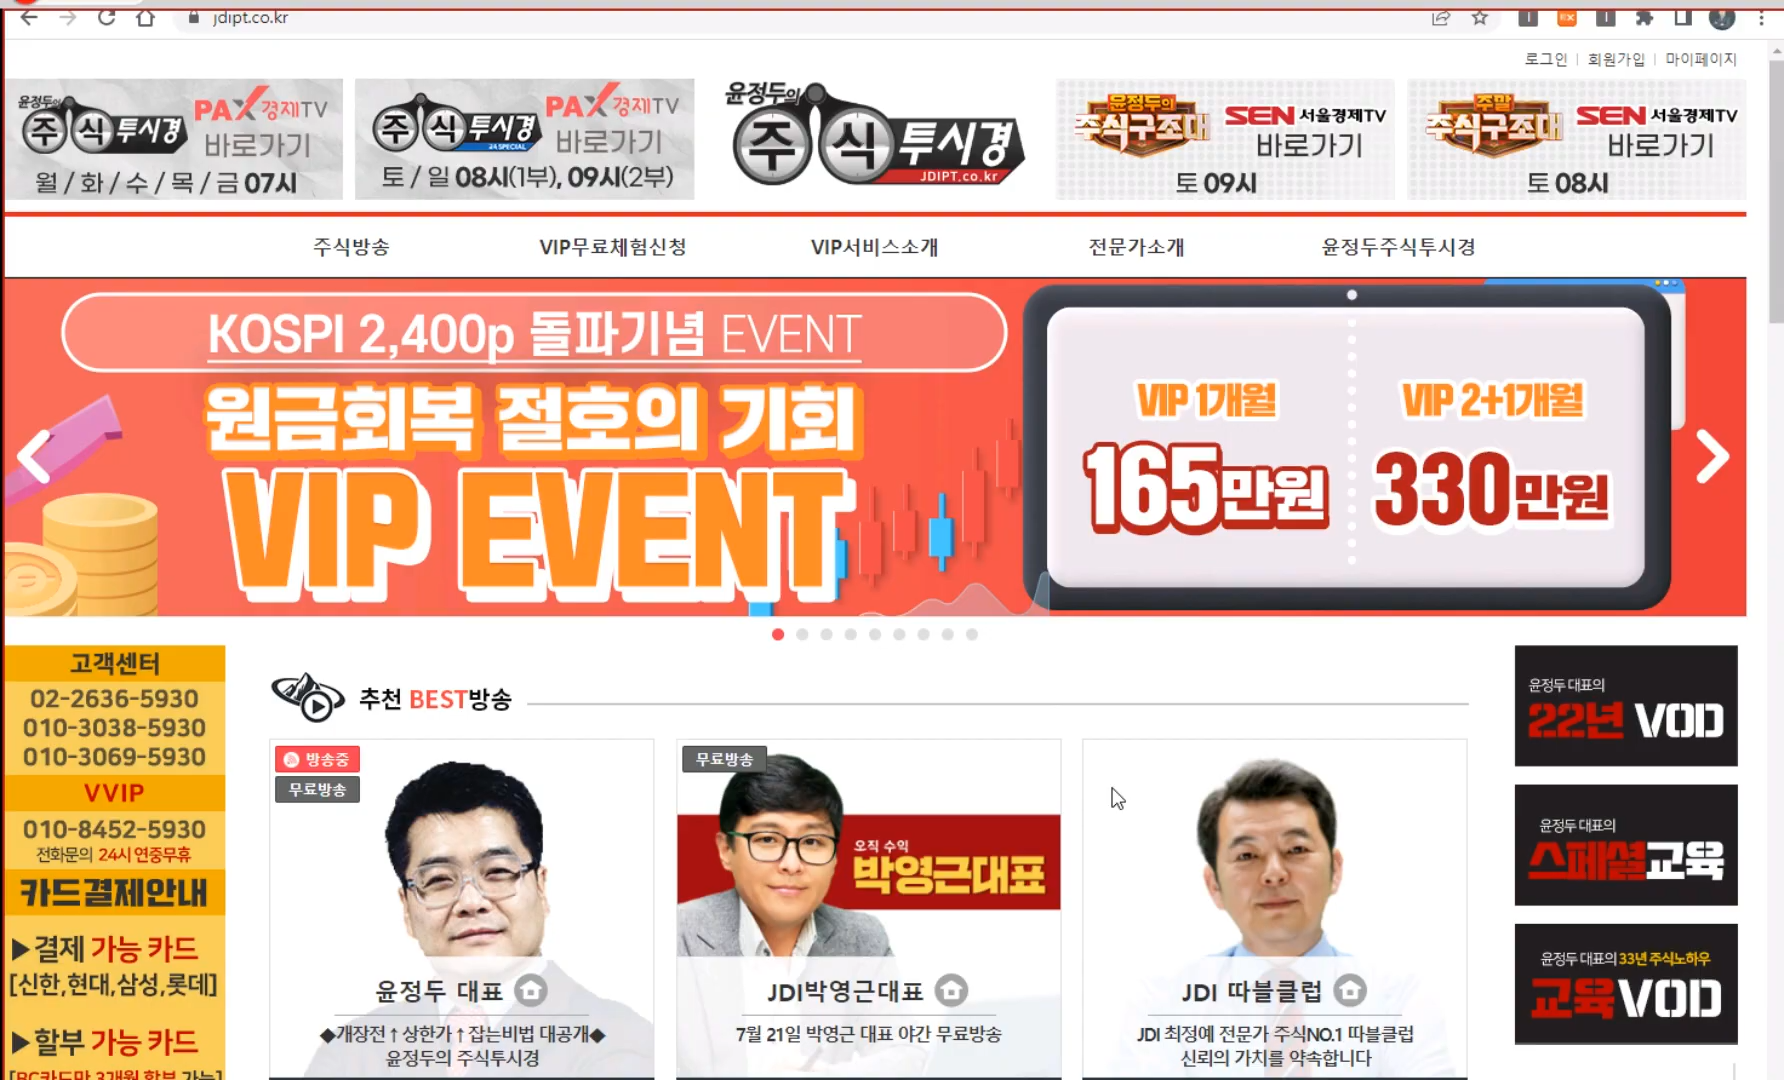 jdipt.co.kr
로그인 | 회원가입 | 마이페이지
윤정두의 주식투시경 PAX경제TV 바로가기
월 / 화 / 수 / 목 / 금 07시
주식투시경 24 SPECIAL PAX경제TV 바로가기
토 / 일 08시(1부), 09시(2부)
윤정두의
주식투시경
JDIPT.co.kr
윤정두의 주식구조대 SEN 서울경제TV 바로가기
토 09시
주말 주식구조대 SEN 서울경제TV 바로가기
토 08시
주식방송 VIP무료체험신청 VIP서비스소개 전문가소개 윤정두주식투시경
KOSPI 2,400p 돌파기념 EVENT
원금회복 절호의 기회
VIP EVENT
VIP 1개월
165만원
VIP 2+1개월
330만원
고객센터
02-2636-5930
010-3038-5930
010-3069-5930
VVIP
010-8452-5930
전화문의 24시 연중무휴
카드결제안내
▶결제 가능 카드
[신한,현대,삼성,롯데]
▶할부 가능 카드
[BC카드만 3개월 할부 가능]
추천 BEST방송
방송중
무료방송
윤정두 대표
◆개장전↑상한가↑잡는비법 대공개◆
윤정두의 주식투시경
무료방송
오직 수익
박영근대표
JDI박영근대표
7월 21일 박영근 대표 야간 무료방송
JDI 따블클럽
JDI 최정예 전문가 주식NO.1 따블클럽
신뢰의 가치를 약속합니다
윤정두 대표의
22년 VOD
윤정두 대표의
스페셜교육
윤정두 대표의 33년 주식노하우
교육VOD